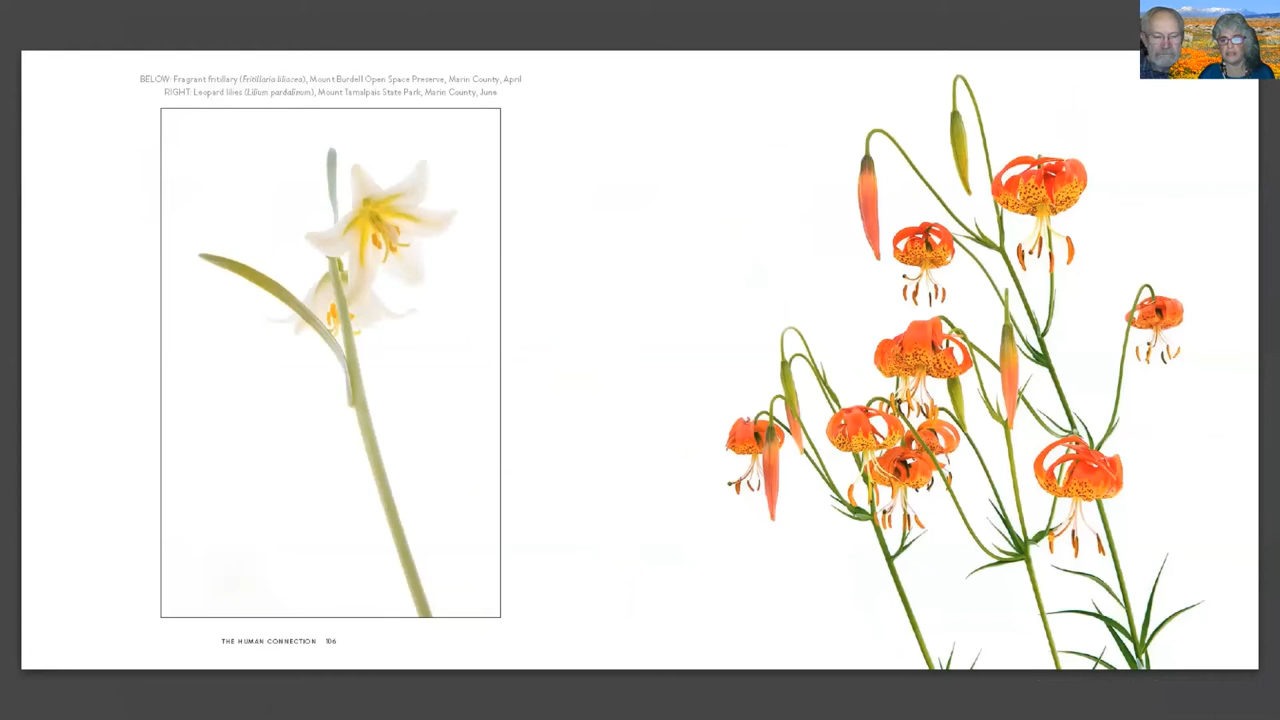 BELOW: Fragrant fritillary (Fritillaria liliacea), Mount Burdell Open Space Preserve, Marin County, April
RIGHT: Leopard lilies (Lilium pardalinum), Mount Tamalpais State Park, Marin County, June
THE HUMAN CONNECTION 106